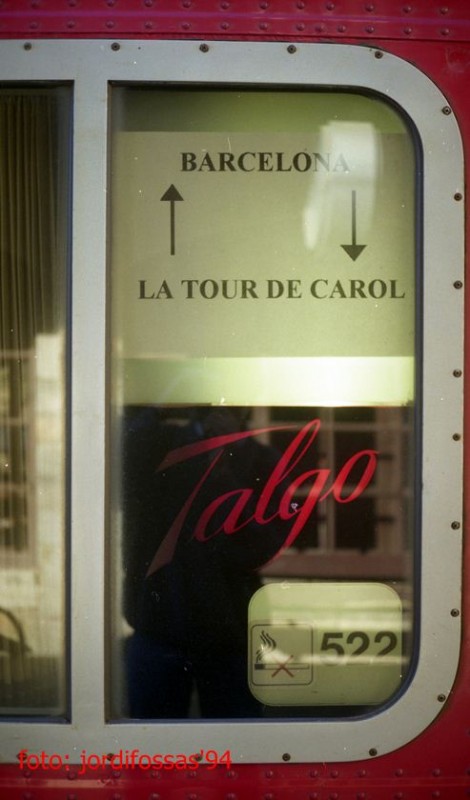 BARCELONA
LA TOUR DE CAROL
Talgo
522
foto: jordifossas'94